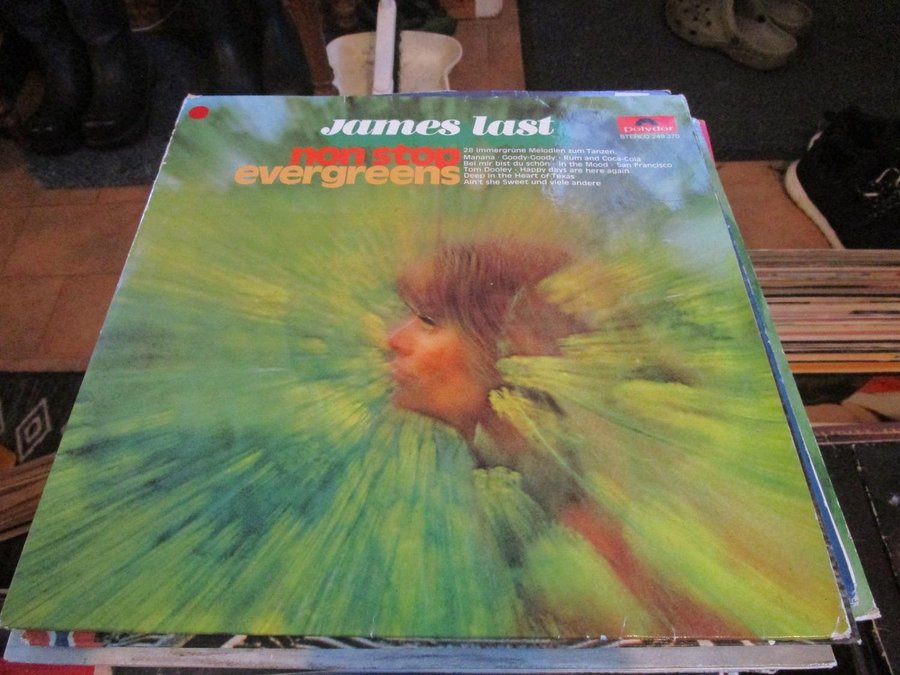 James last
polydor
STEREO 249 370
non stop
evergreens
28 immergrüne Melodien zum Tanzen.
Manana · Goody-Goody · Rum and Coca-Cola
Bei mir bist du schön · In the Mood · San Francisco
Tom Dooley · Happy days are here again
Deep in the Heart of Texas
Ain't she Sweet und viele andere